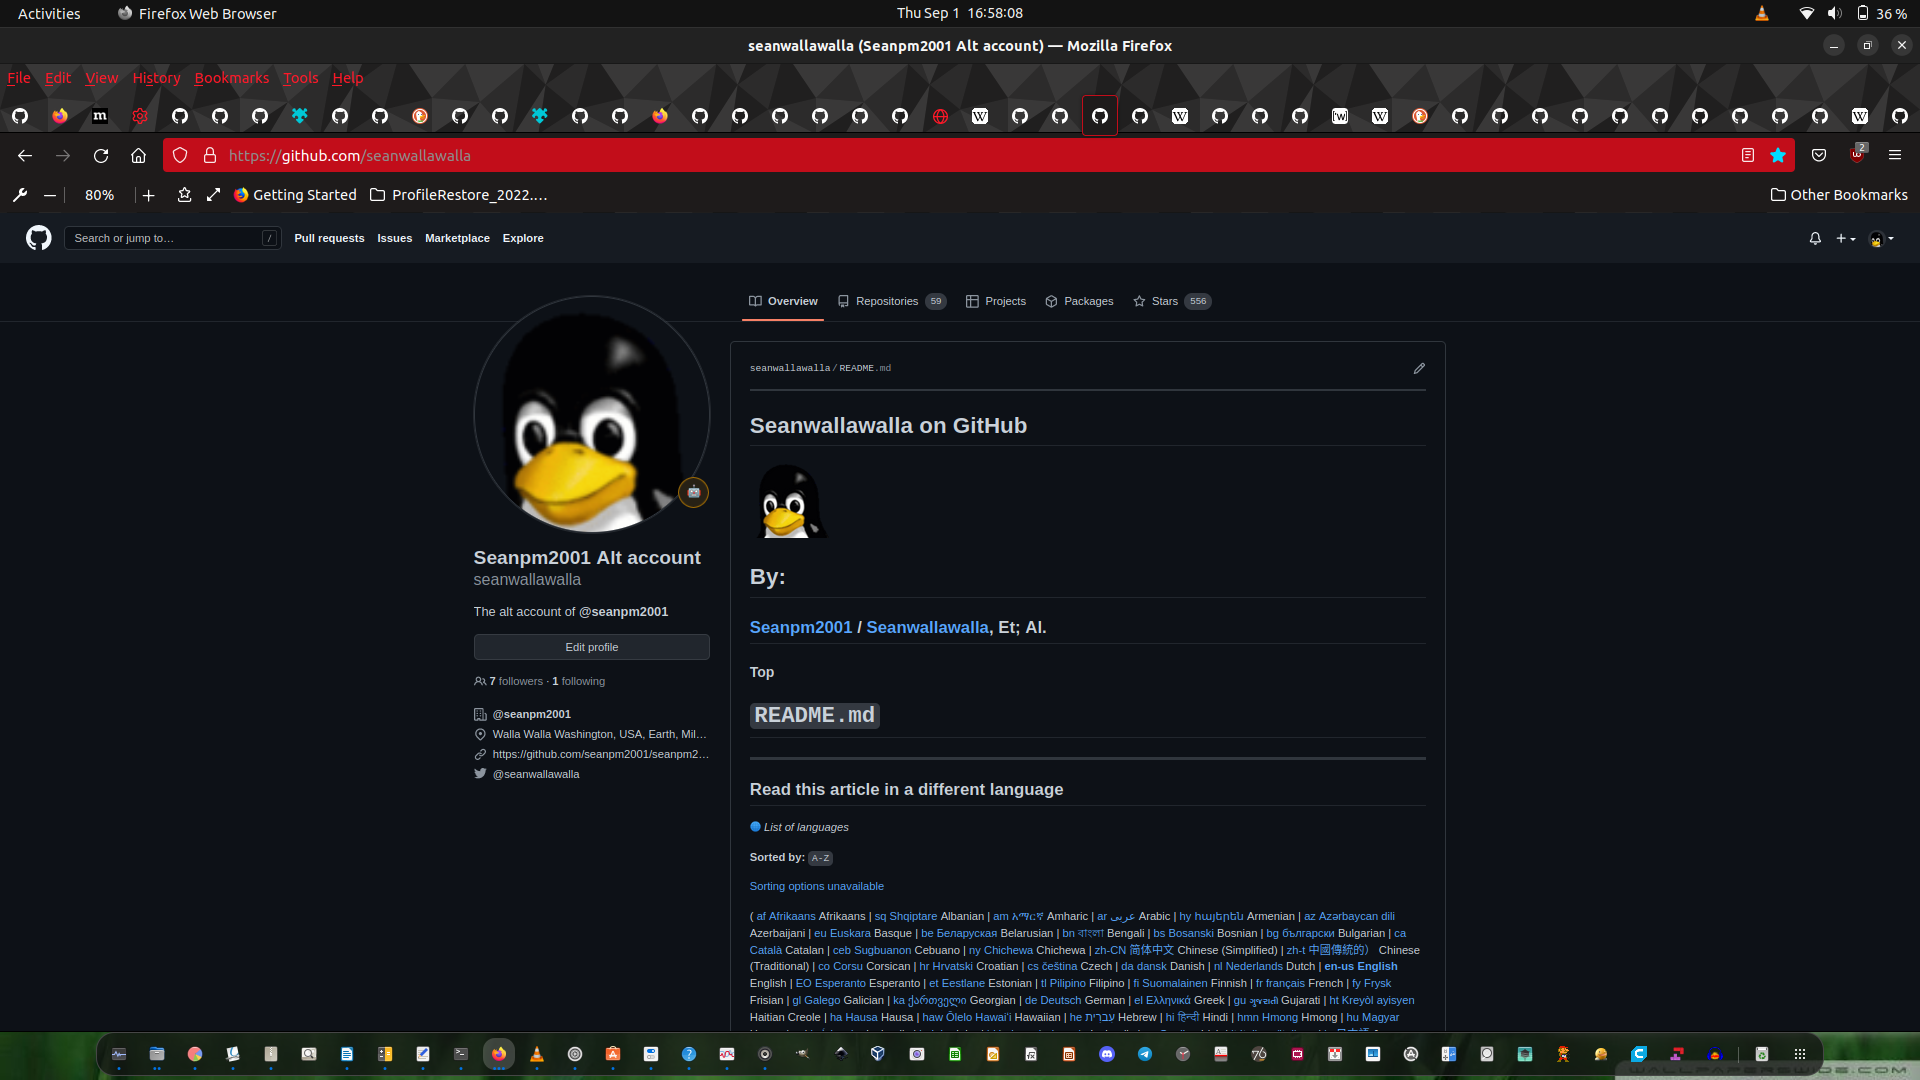 Activities Firefox Web Browser Thu Sep 1 16:58:08 36 %
seanwallawalla (Seanpm2001 Alt account) — Mozilla Firefox
File Edit View History Bookmarks Tools Help
https://github.com/seanwallawalla 2
80% Getting Started ProfileRestore_2022.… Other Bookmarks
Search or jump to… / Pull requests Issues Marketplace Explore
Overview Repositories 59 Projects Packages Stars 556
seanwallawalla / README.md
Seanwallawalla on GitHub
Seanpm2001 Alt account
seanwallawalla
The alt account of @seanpm2001
Edit profile
7 followers · 1 following
@seanpm2001
Walla Walla Washington, USA, Earth, Mil…
https://github.com/seanpm2001/seanpm2…
@seanwallawalla
By:
Seanpm2001 / Seanwallawalla, Et; Al.
Top
README.md
Read this article in a different language
List of languages
Sorted by: A-Z
Sorting options unavailable
( af Afrikaans Afrikaans | sq Shqiptare Albanian | am አማርኛ Amharic | ar عربى Arabic | hy հայերեն Armenian | az Azərbaycan dili
Azerbaijani | eu Euskara Basque | be Беларуская Belarusian | bn বাংলা Bengali | bs Bosanski Bosnian | bg български Bulgarian | ca
Català Catalan | ceb Sugbuanon Cebuano | ny Chichewa Chichewa | zh-CN 简体中文 Chinese (Simplified) | zh-t 中國傳統的） Chinese
(Traditional) | co Corsu Corsican | hr Hrvatski Croatian | cs čeština Czech | da dansk Danish | nl Nederlands Dutch | en-us English
English | EO Esperanto Esperanto | et Eestlane Estonian | tl Pilipino Filipino | fi Suomalainen Finnish | fr français French | fy Frysk
Frisian | gl Galego Galician | ka ქართველი Georgian | de Deutsch German | el Ελληνικά Greek | gu ગુજરાતી Gujarati | ht Kreyòl ayisyen
Haitian Creole | ha Hausa Hausa | haw Ōlelo Hawaiʻi Hawaiian | he עִברִית Hebrew | hi हिन्दी Hindi | hmn Hmong Hmong | hu Magyar
WALLPAPERSWIDE.COM